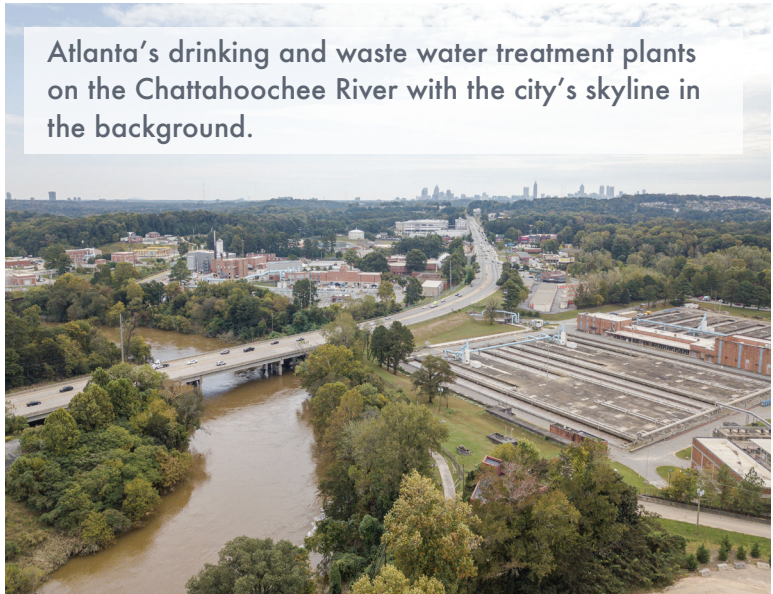 Atlanta’s drinking and waste water treatment plants
on the Chattahoochee River with the city’s skyline in
the background.